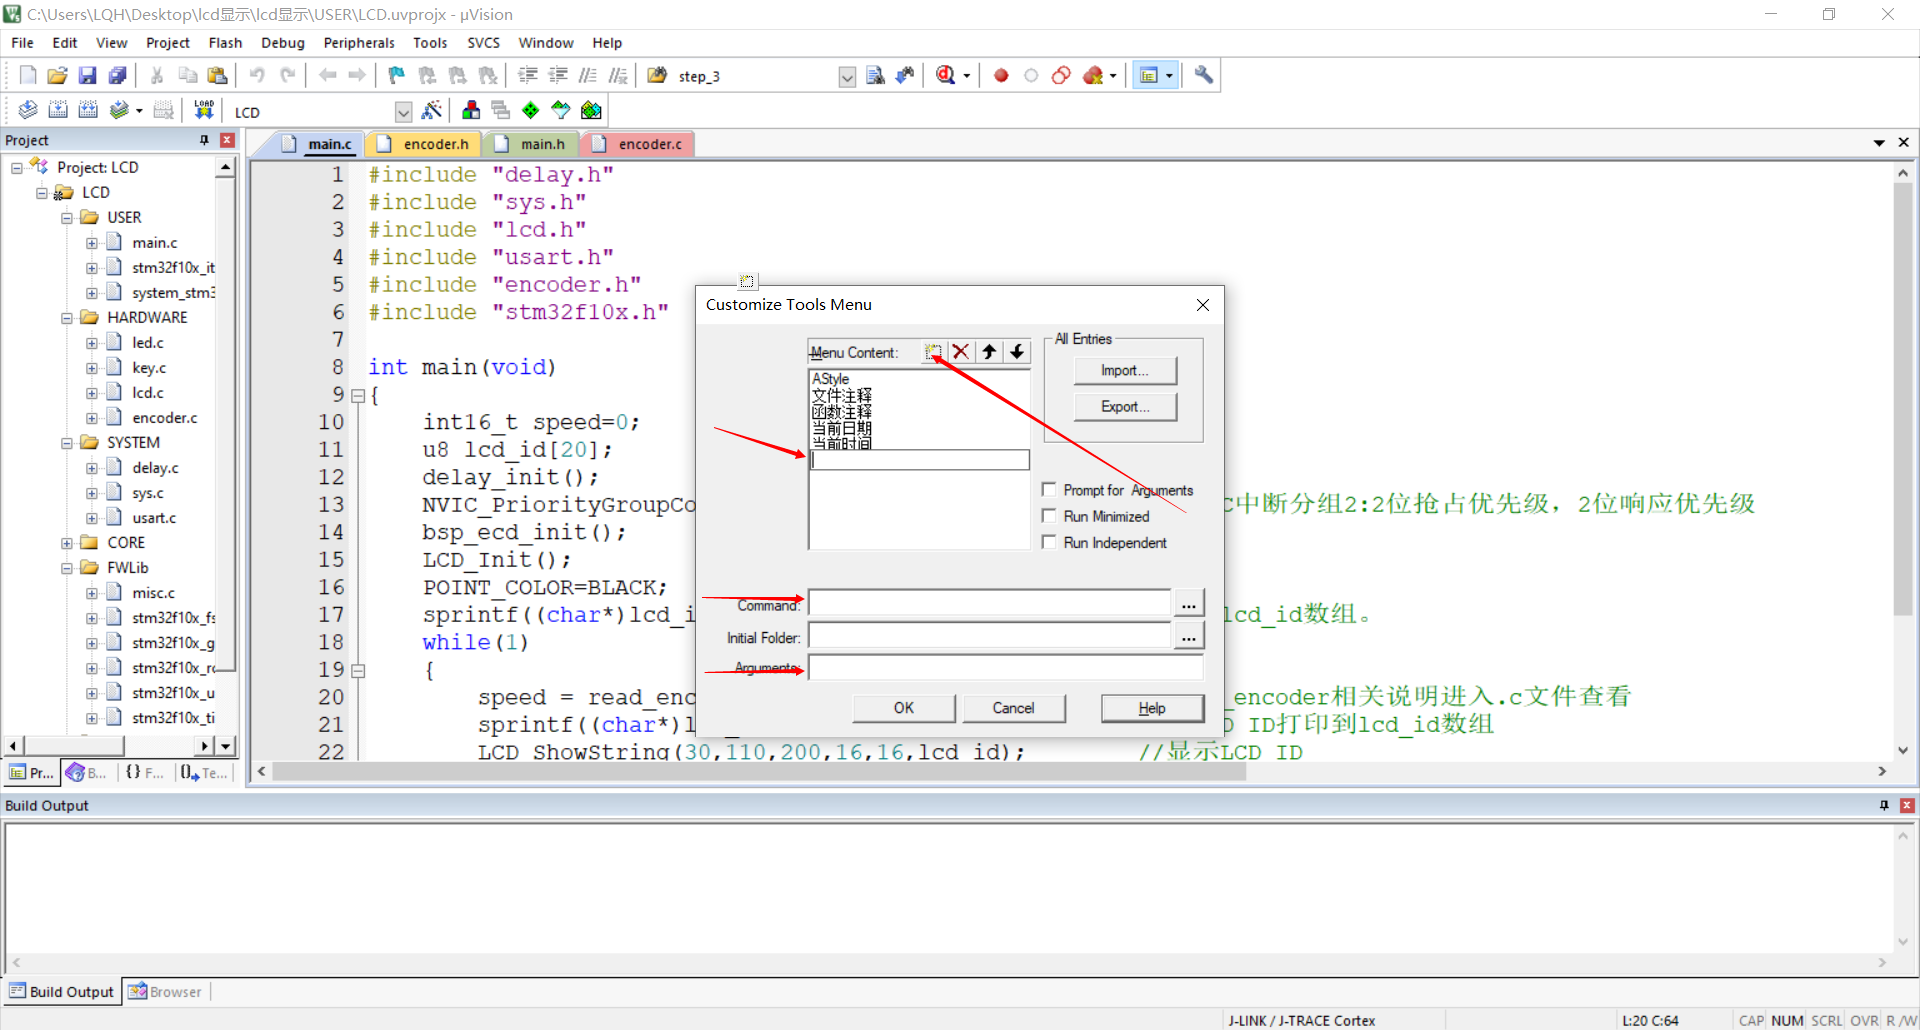 C:\Users\LQH\Desktop\lcd显示\lcd显示\USER\LCD.uvprojx - µVision
File Edit View Project Flash Debug Peripherals Tools SVCS Window Help
step_3
LOAD LCD
Project
Project: LCD
LCD
USER
main.c
stm32f10x_it
system_stm3
HARDWARE
led.c
key.c
lcd.c
encoder.c
SYSTEM
delay.c
sys.c
usart.c
CORE
FWLib
misc.c
stm32f10x_fs
stm32f10x_g
stm32f10x_rc
stm32f10x_u
stm32f10x_ti
Pr... B... {} F... Te...
main.c encoder.h main.h encoder.c
1 #include "delay.h"
2 #include "sys.h"
3 #include "lcd.h"
4 #include "usart.h"
5 #include "encoder.h"
6 #include "stm32f10x.h"
7
8 int main(void)
9 {
10 int16_t speed=0;
11 u8 lcd_id[20];
12 delay_init();
13 NVIC_PriorityGroupCo C中断分组2:2位抢占优先级，2位响应优先级
14 bsp_ecd_init();
15 LCD_Init();
16 POINT_COLOR=BLACK;
17 sprintf((char*)lcd_i lcd_id数组。
18 while(1)
19 {
20 speed = read_enc _encoder相关说明进入.c文件查看
21 sprintf((char*)l D ID打印到lcd_id数组
22 LCD_ShowString(30,110,200,16,16,lcd_id); //显示LCD ID
Customize Tools Menu
Menu Content:
AStyle
文件注释
函数注释
当前日期
当前时间
All Entries
Import...
Export...
Prompt for Arguments
Run Minimized
Run Independent
Command: ...
Initial Folder: ...
Arguments:
OK Cancel Help
Build Output
Build Output Browser
J-LINK / J-TRACE Cortex L:20 C:64 CAP NUM SCRL OVR R/W